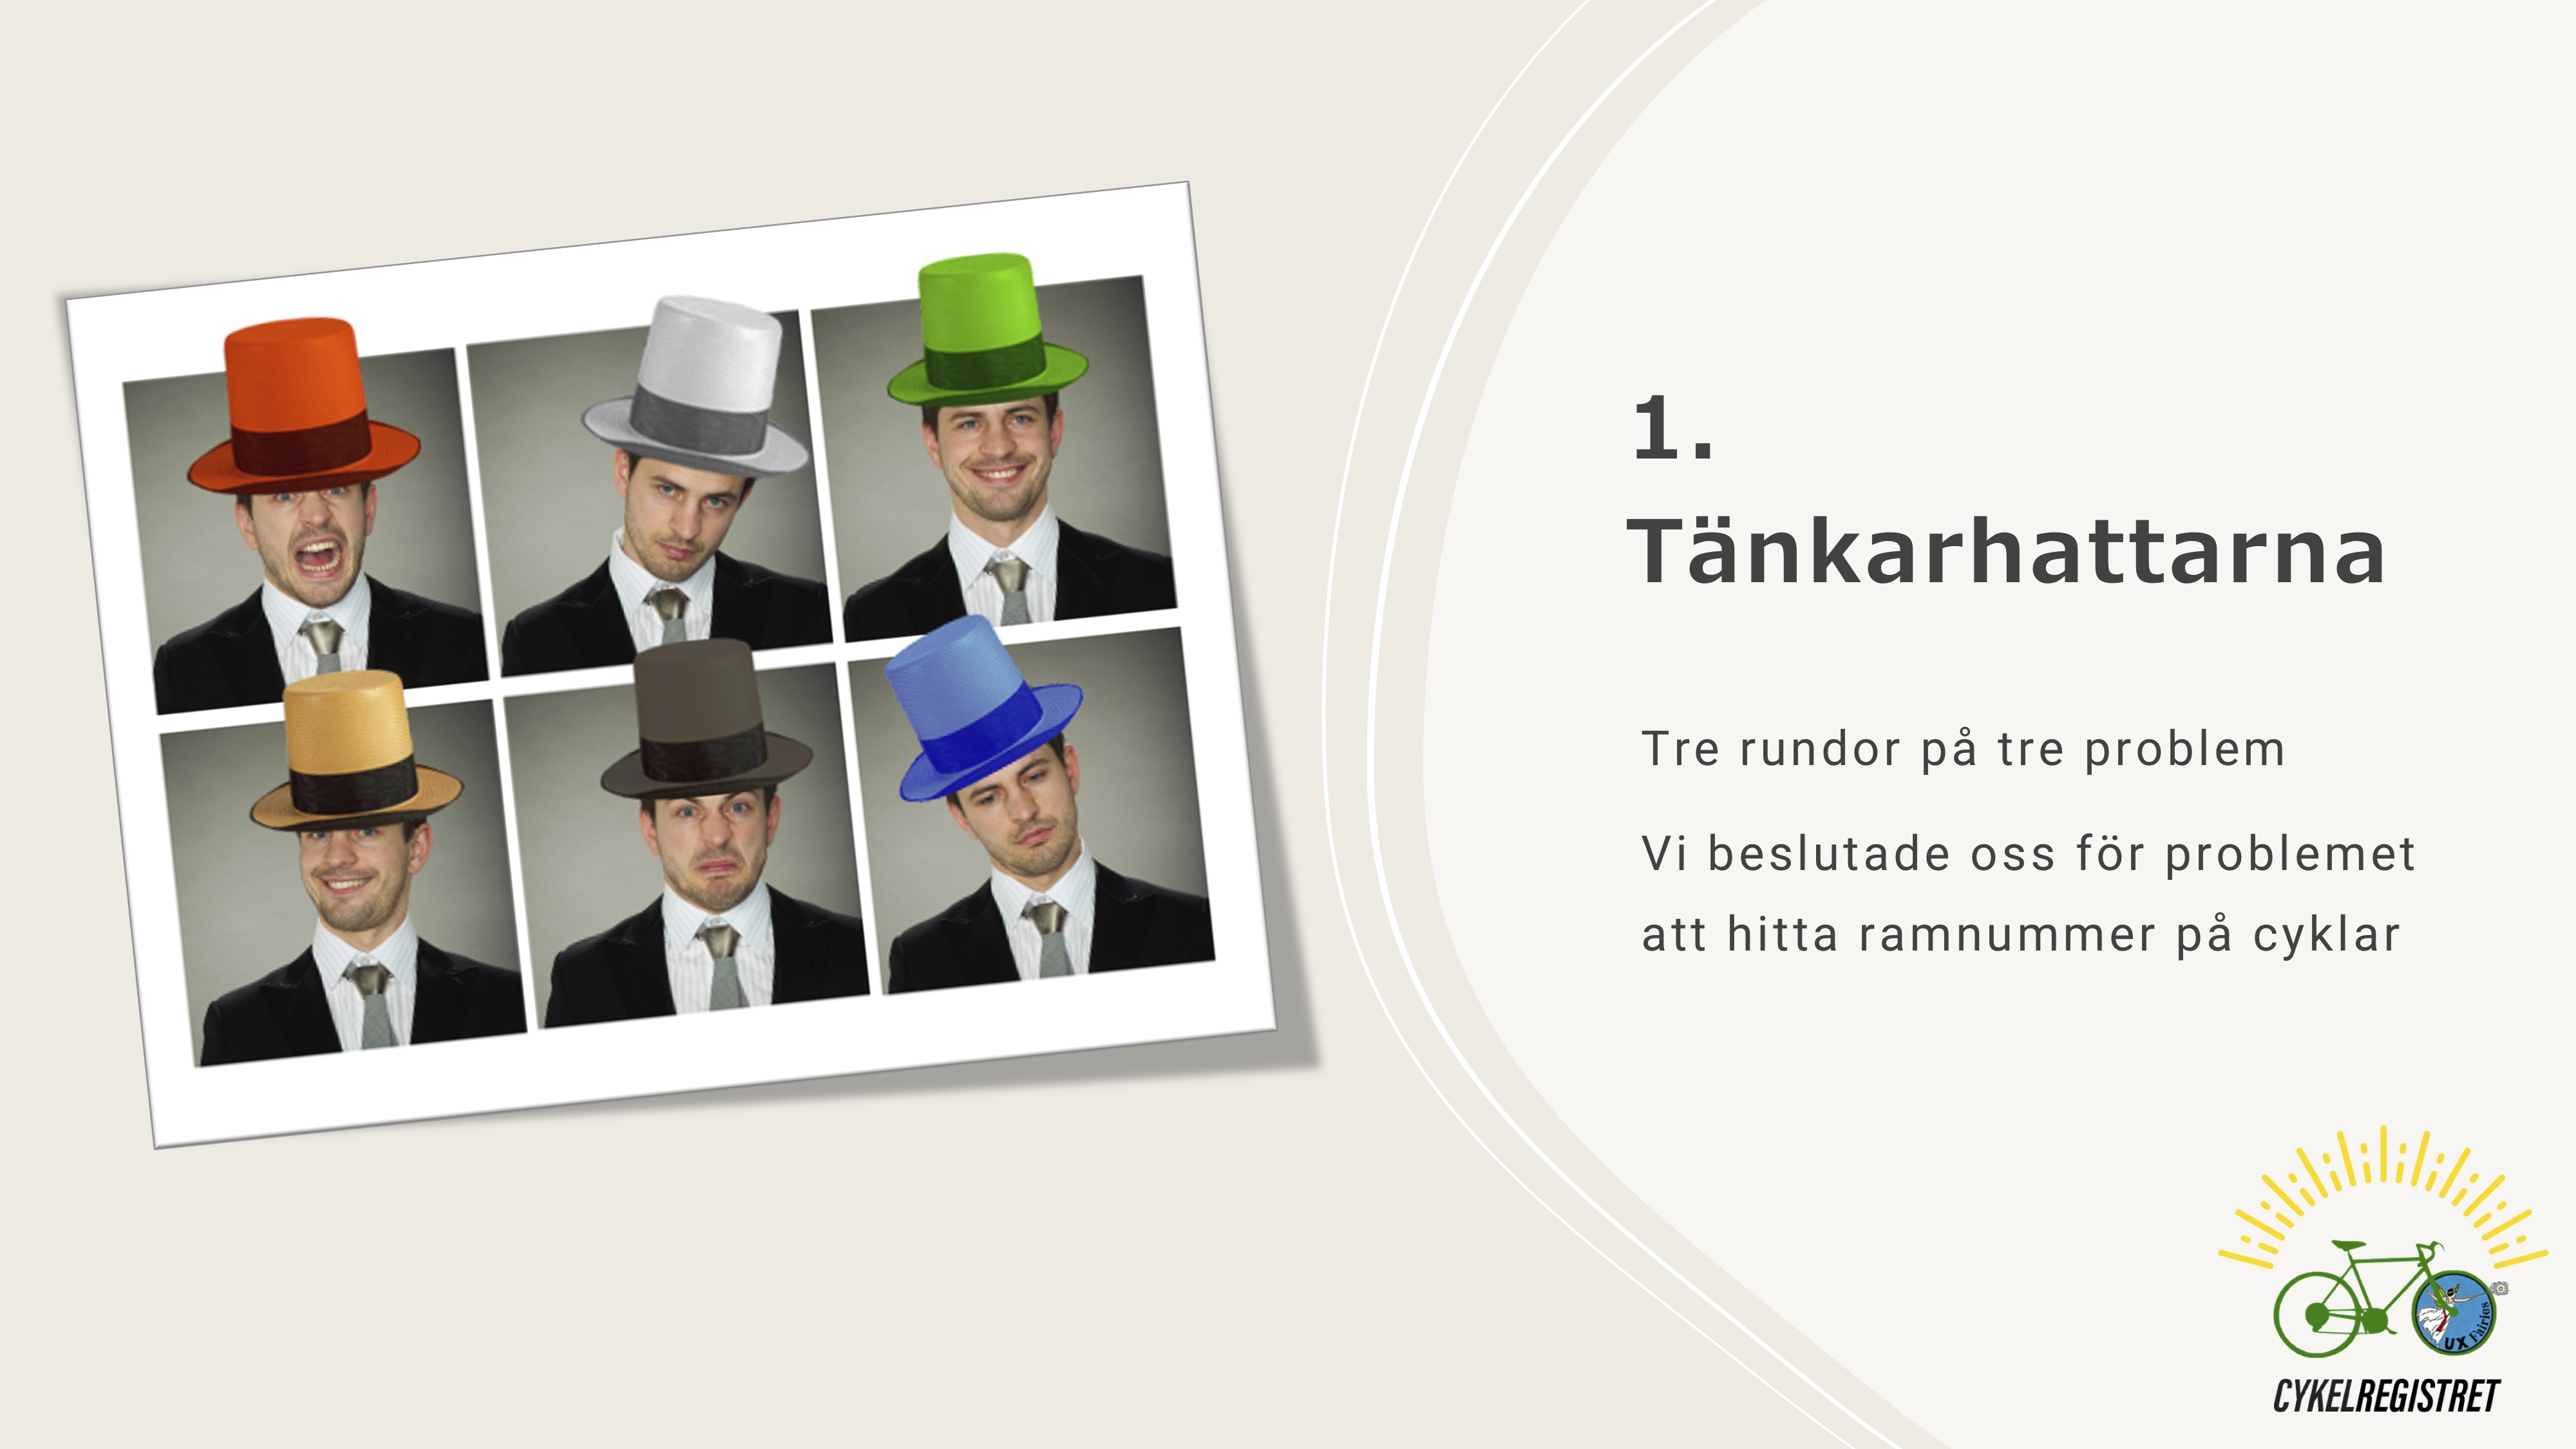 1.
Tänkarhattarna
Tre rundor på tre problem
Vi beslutade oss för problemet
att hitta ramnummer på cyklar
UX Fairies
CYKELREGISTRET